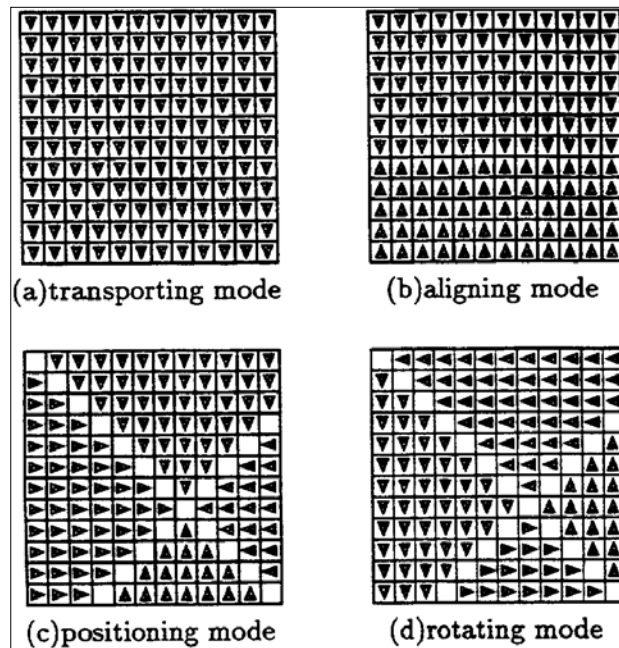 (a)transporting mode
(b)aligning mode
(c)positioning mode
(d)rotating mode